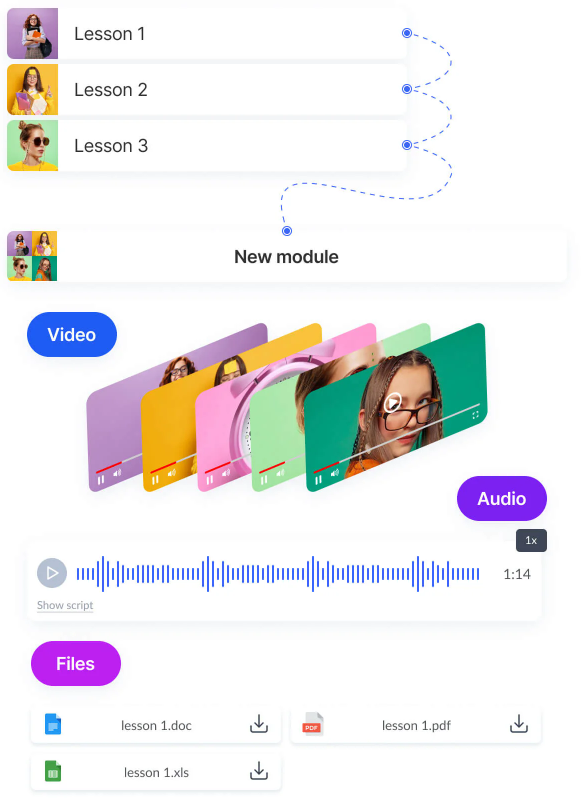 Lesson 1
Lesson 2
Lesson 3
New module
Video
Audio
1x
1:14
Show script
Files
lesson 1.doc
PDF
lesson 1.pdf
lesson 1.xls